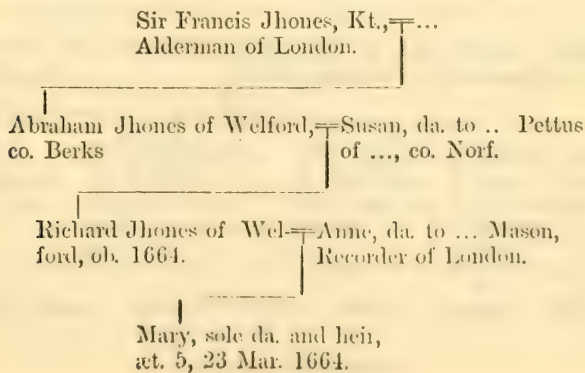 Sir Francis Jhones, Kt.,=...
Alderman of London.
Abraham Jhones of Welford,=Susan, da. to .. Pettus
co. Berks of ..., co. Norf.
Richard Jhones of Wel-=Anne, da. to ... Mason,
ford, ob. 1664. Recorder of London.
Mary, sole da. and heir,
æt. 5, 23 Mar. 1664.